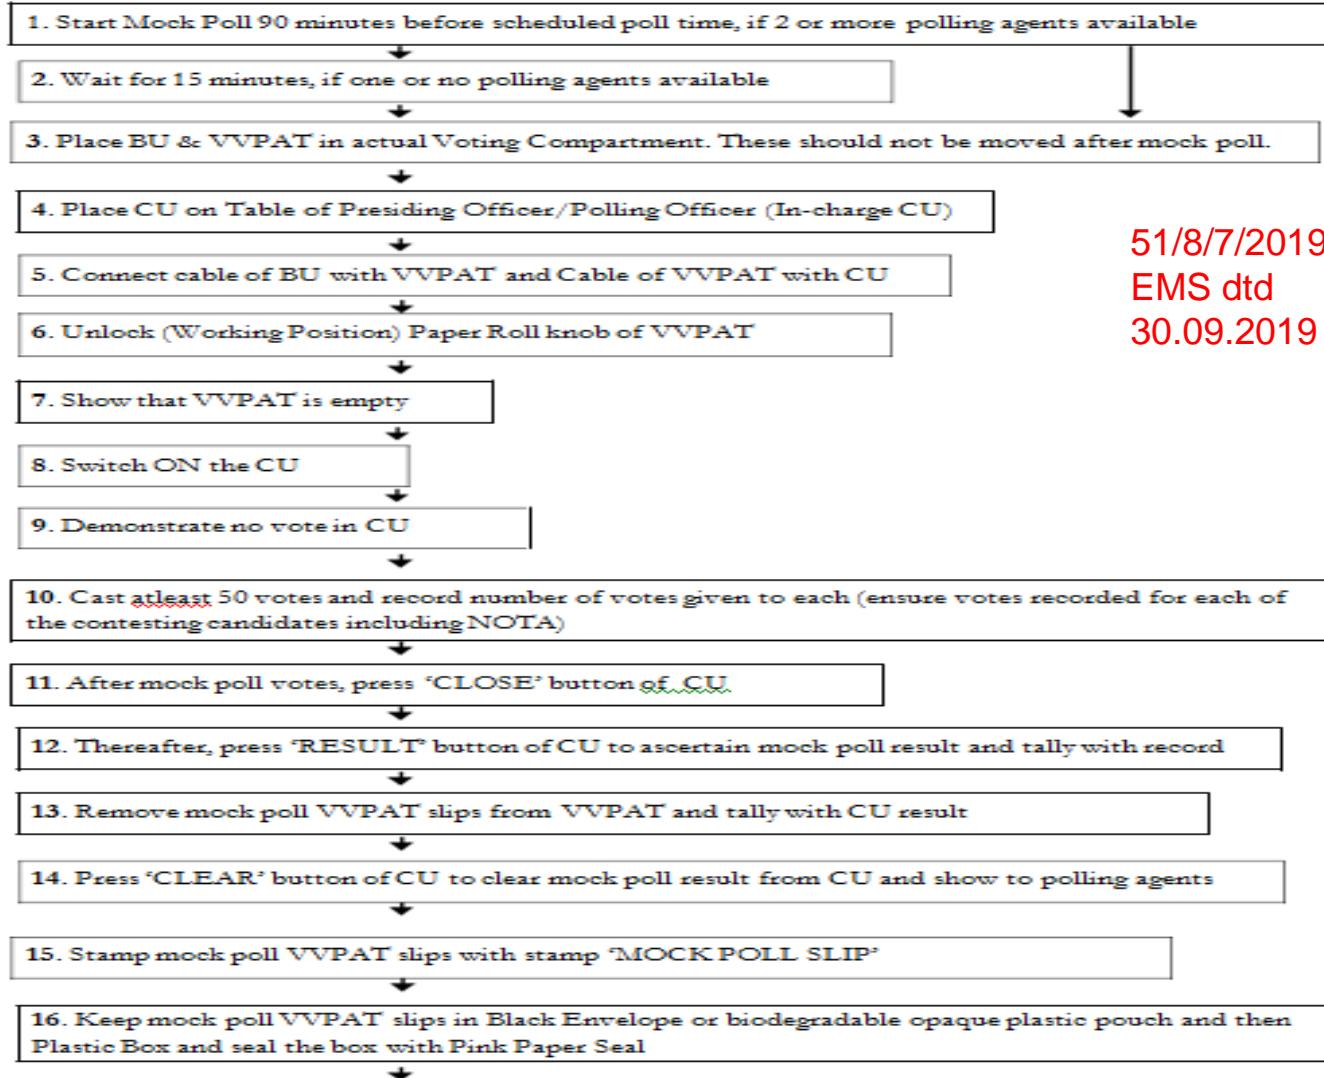 1. Start Mock Poll 90 minutes before scheduled poll time, if 2 or more polling agents available
2. Wait for 15 minutes, if one or no polling agents available
3. Place BU & VVPAT in actual Voting Compartment. These should not be moved after mock poll.
4. Place CU on Table of Presiding Officer/Polling Officer (In-charge CU)
51/8/7/2019
EMS dtd
30.09.2019
5. Connect cable of BU with VVPAT and Cable of VVPAT with CU
6. Unlock (Working Position) Paper Roll knob of VVPAT
7. Show that VVPAT is empty
8. Switch ON the CU
9. Demonstrate no vote in CU
10. Cast atleast 50 votes and record number of votes given to each (ensure votes recorded for each of
the contesting candidates including NOTA)
11. After mock poll votes, press ‘CLOSE’ button of CU
12. Thereafter, press ‘RESULT’ button of CU to ascertain mock poll result and tally with record
13. Remove mock poll VVPAT slips from VVPAT and tally with CU result
14. Press ‘CLEAR’ button of CU to clear mock poll result from CU and show to polling agents
15. Stamp mock poll VVPAT slips with stamp ‘MOCK POLL SLIP’
16. Keep mock poll VVPAT slips in Black Envelope or biodegradable opaque plastic pouch and then
Plastic Box and seal the box with Pink Paper Seal